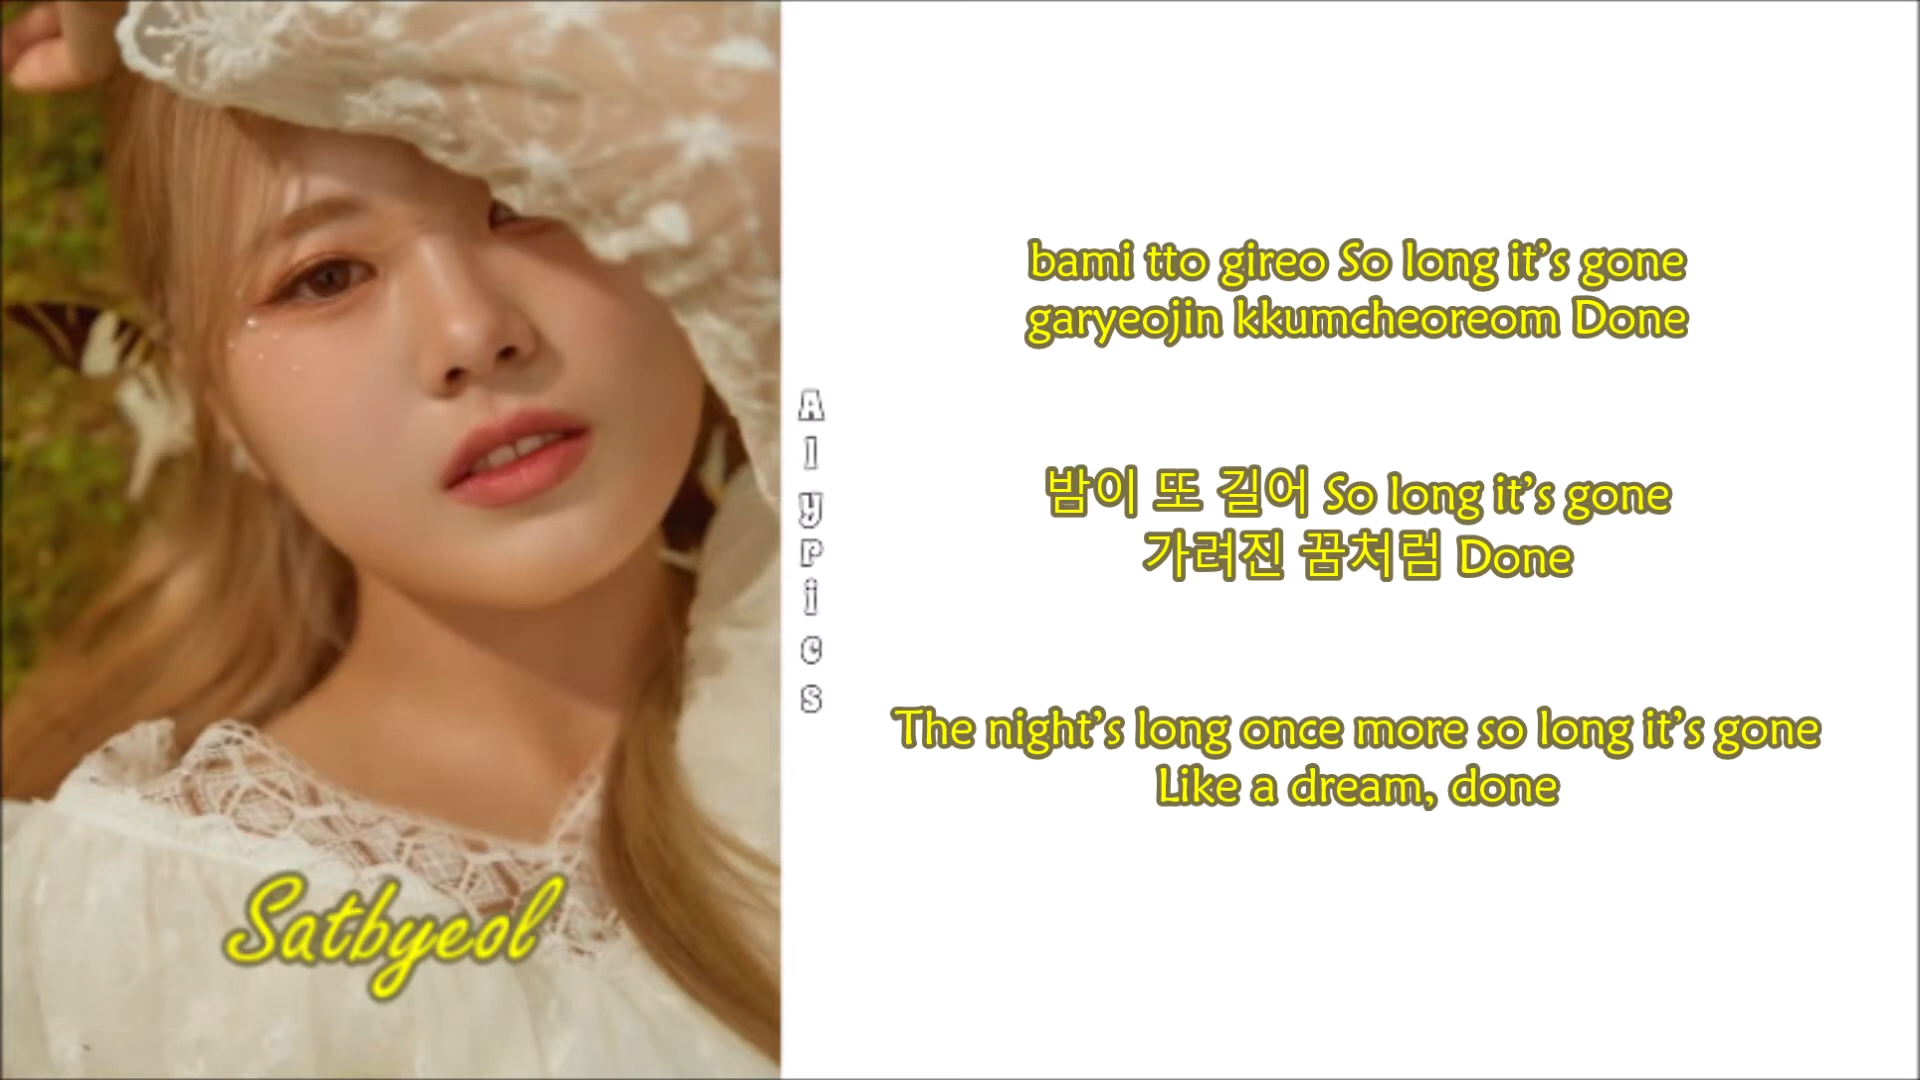 Satbyeol
Alypics
bami tto gireo So long it's gone
garyeojin kkumcheoreom Done
밤이 또 길어 So long it's gone
가려진 꿈처럼 Done
The night's long once more so long it's gone
Like a dream, done